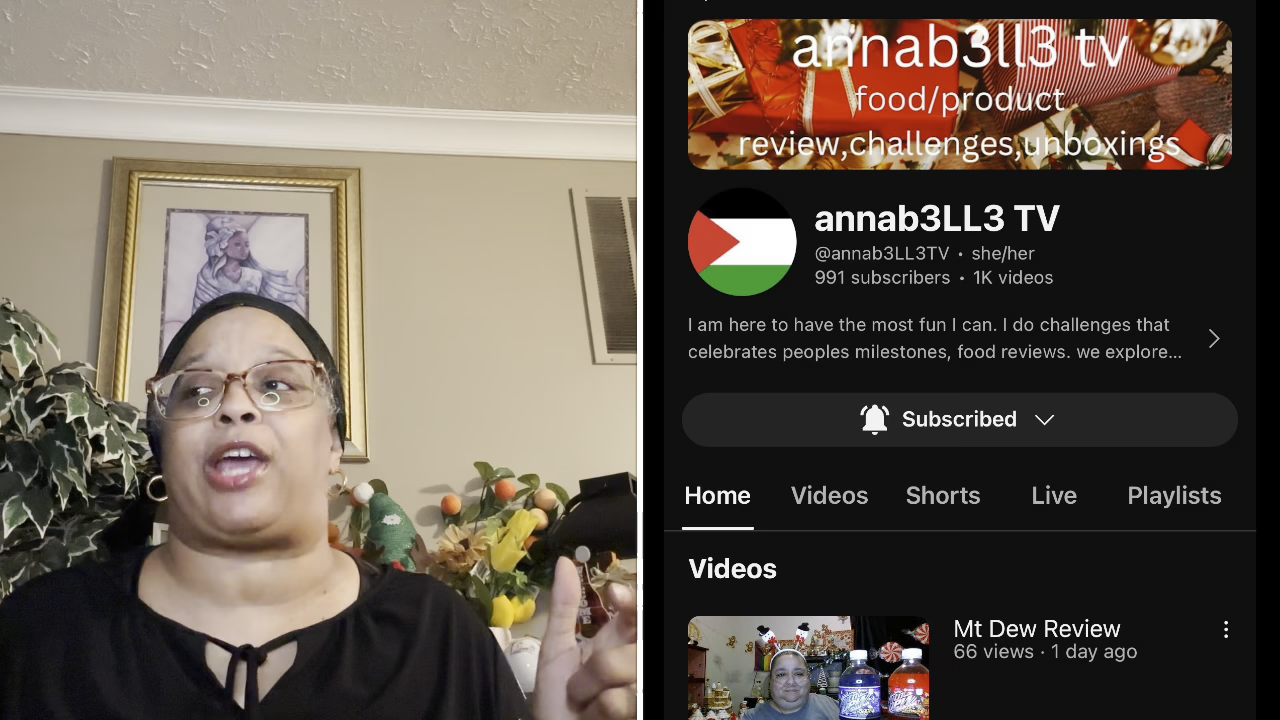 annab3ll3 tv
food/product
review,challenges,unboxings
annab3LL3 TV
@annab3LL3TV • she/her
991 subscribers • 1K videos
I am here to have the most fun I can. I do challenges that
celebrates peoples milestones, food reviews. we explore...
Subscribed
Home Videos Shorts Live Playlists
Videos
Mt Dew Review
66 views · 1 day ago